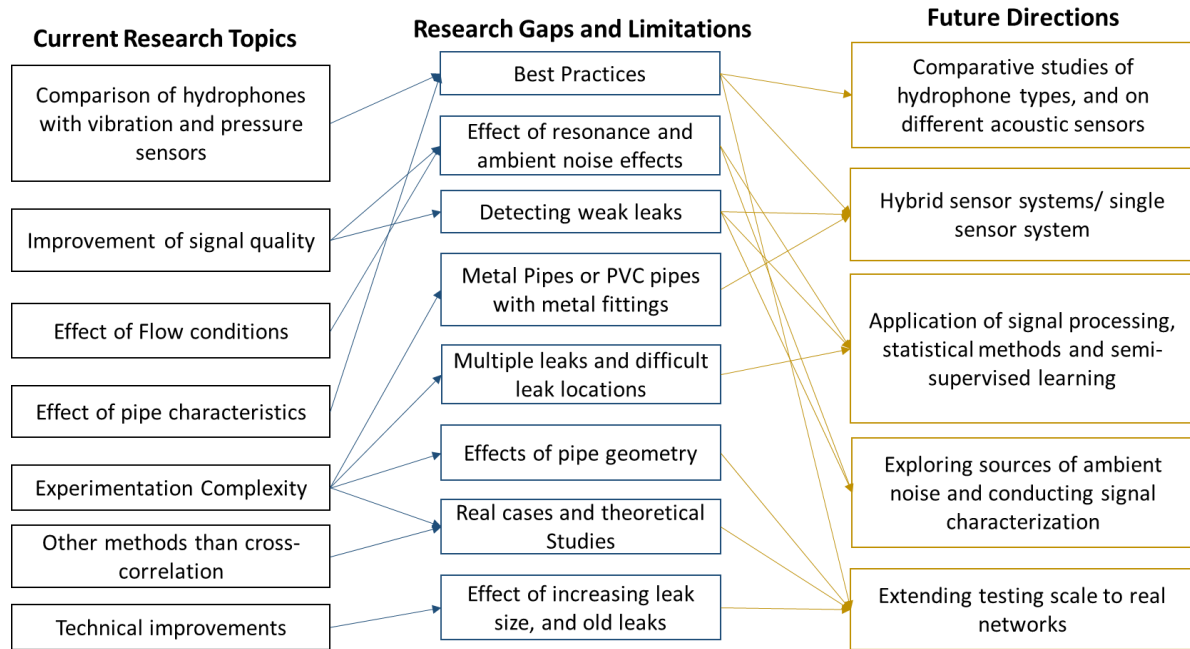 Current Research Topics
Comparison of hydrophones
with vibration and pressure
sensors
Improvement of signal quality
Effect of Flow conditions
Effect of pipe characteristics
Experimentation Complexity
Other methods than cross-
correlation
Technical improvements
Research Gaps and Limitations
Best Practices
Effect of resonance and
ambient noise effects
Detecting weak leaks
Metal Pipes or PVC pipes
with metal fittings
Multiple leaks and difficult
leak locations
Effects of pipe geometry
Real cases and theoretical
Studies
Effect of increasing leak
size, and old leaks
Future Directions
Comparative studies of
hydrophone types, and on
different acoustic sensors
Hybrid sensor systems/ single
sensor system
Application of signal processing,
statistical methods and semi-
supervised learning
Exploring sources of ambient
noise and conducting signal
characterization
Extending testing scale to real
networks